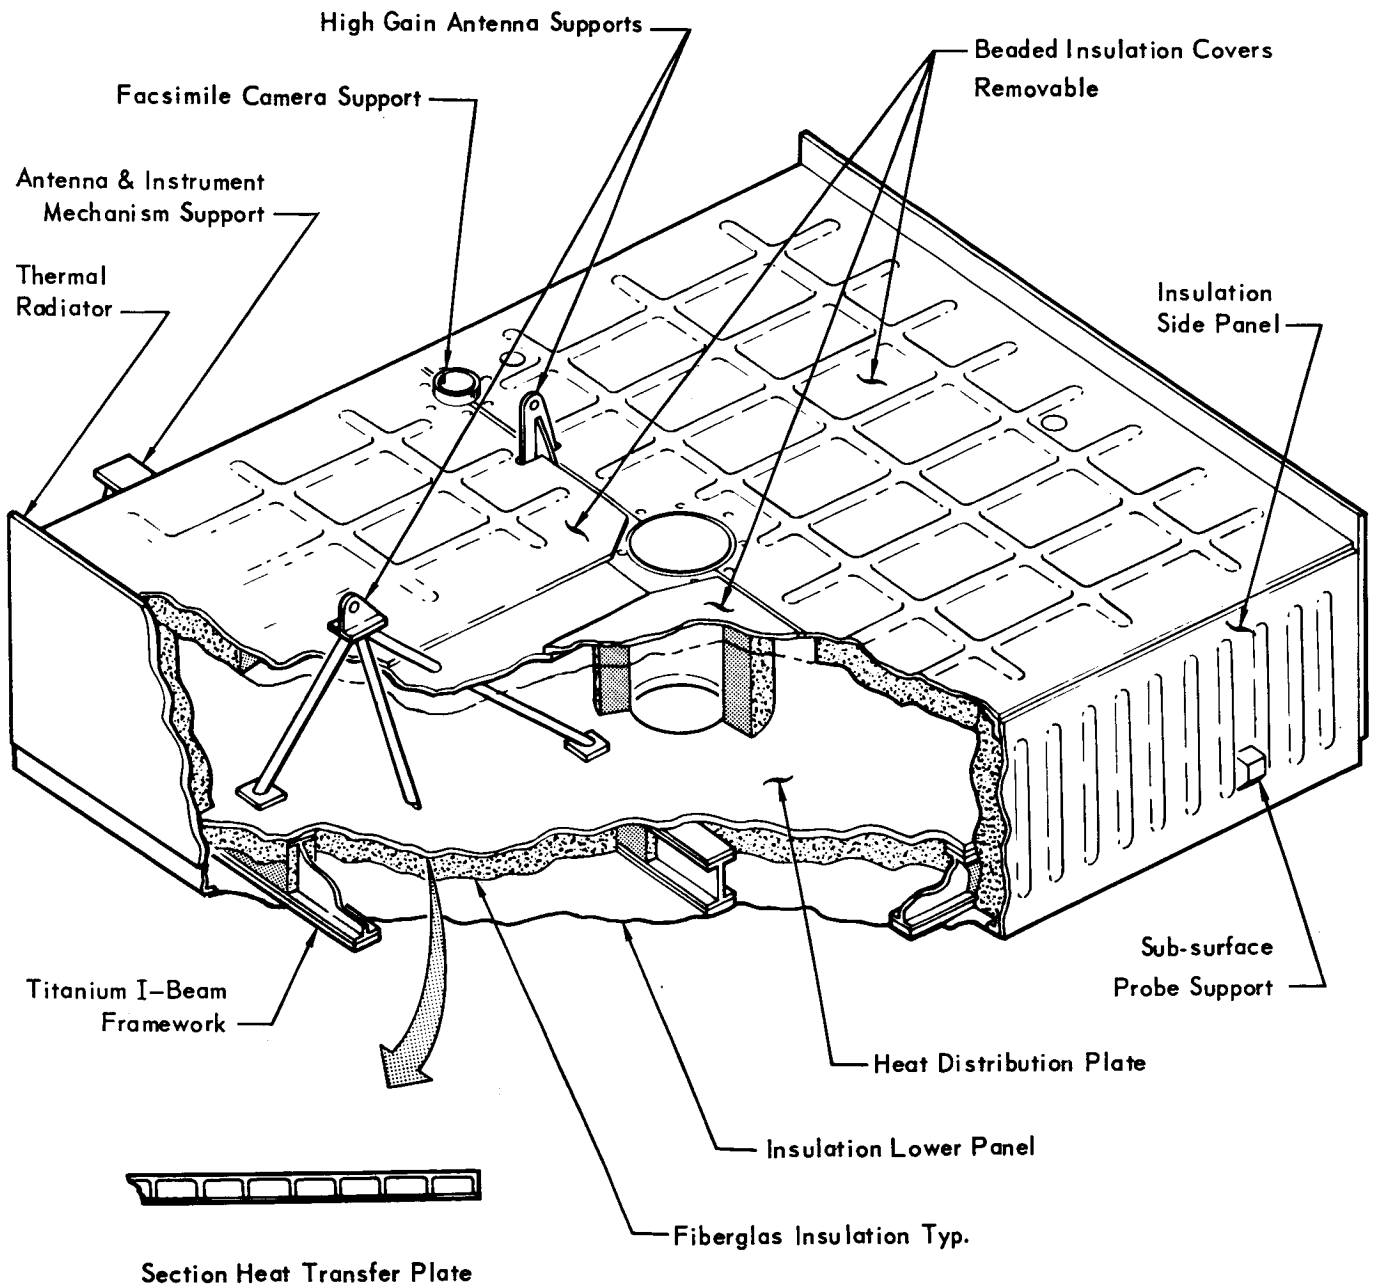 High Gain Antenna Supports
Beaded Insulation Covers
Removable
Facsimile Camera Support
Antenna & Instrument
Mechanism Support
Thermal
Radiator
Insulation
Side Panel
Sub-surface
Probe Support
Titanium I-Beam
Framework
Heat Distribution Plate
Insulation Lower Panel
Fiberglas Insulation Typ.
Section Heat Transfer Plate